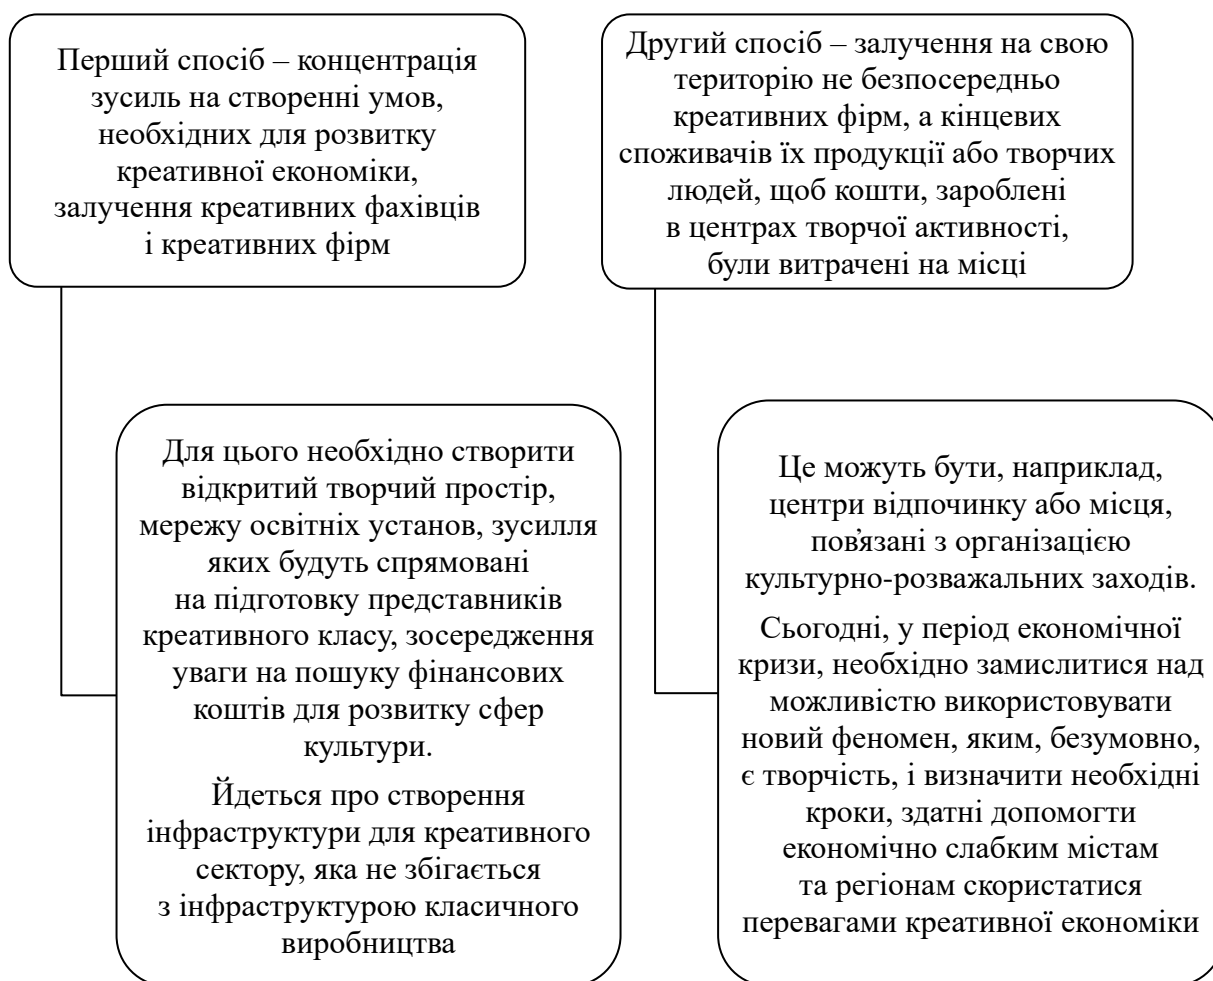 Перший спосіб – концентрація
зусиль на створенні умов,
необхідних для розвитку
креативної економіки,
залучення креативних фахівців
і креативних фірм
Для цього необхідно створити
відкритий творчий простір,
мережу освітніх установ, зусилля
яких будуть спрямовані
на підготовку представників
креативного класу, зосередження
уваги на пошуку фінансових
коштів для розвитку сфер
культури.
Йдеться про створення
інфраструктури для креативного
сектору, яка не збігається
з інфраструктурою класичного
виробництва
Другий спосіб – залучення на свою
територію не безпосередньо
креативних фірм, а кінцевих
споживачів їх продукції або творчих
людей, щоб кошти, зароблені
в центрах творчої активності,
були витрачені на місці
Це можуть бути, наприклад,
центри відпочинку або місця,
пов’язані з організацією
культурно-розважальних заходів.
Сьогодні, у період економічної
кризи, необхідно замислитися над
можливістю використовувати
новий феномен, яким, безумовно,
є творчість, і визначити необхідні
кроки, здатні допомогти
економічно слабким містам
та регіонам скористатися
перевагами креативної економіки